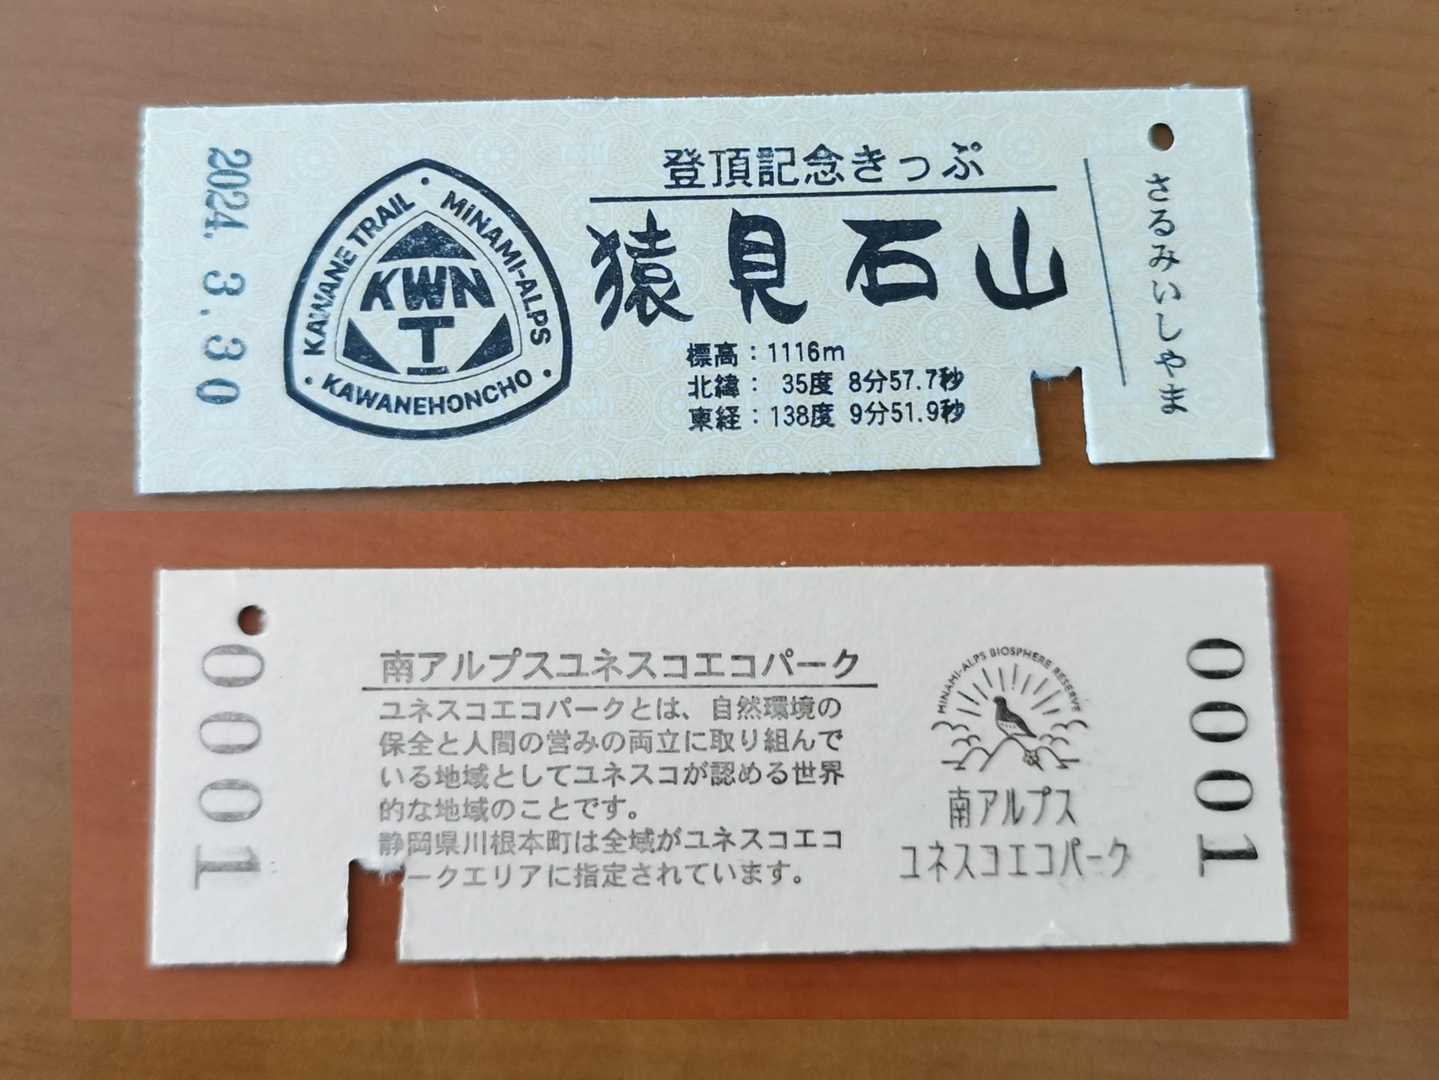 2024. 3. 30
KAWANE TRAIL
MiNAMI-ALPS
KWN
T
KAWANEHONCHO
登頂記念きっぷ
猿見石山
標高：1116m
北緯： 35度 8分57.7秒
東経：138度 9分51.9秒
さるみいしやま
0001
南アルプスユネスコエコパーク
ユネスコエコパークとは、自然環境の
保全と人間の営みの両立に取り組んで
いる地域としてユネスコが認める世界
的な地域のことです。
静岡県川根本町は全域がユネスコエコ
ークエリアに指定されています。
MINAMI-ALPS BIOSPHERE RESERVE
南アルプス
ユネスコエコパーク
0001